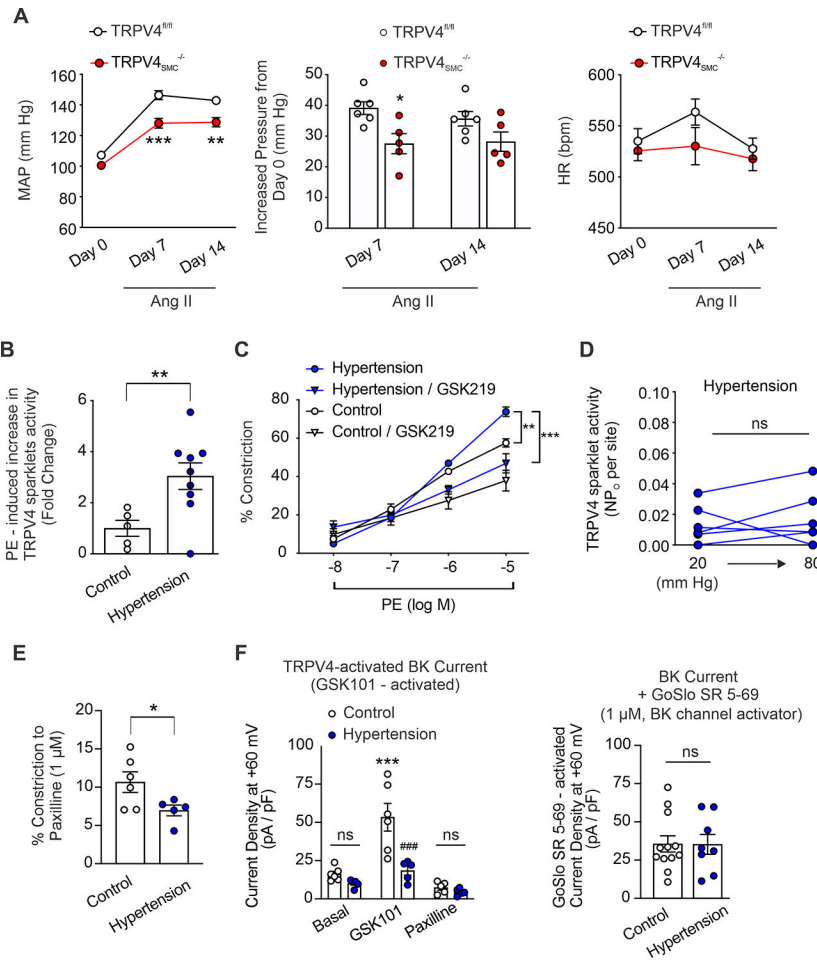 A
TRPV4fl/fl
TRPV4SMC-/-
MAP (mm Hg)
160
140
120
100
80
60
***
**
Day 0
Day 7
Day 14
Ang II
TRPV4fl/fl
TRPV4SMC-/-
Increased Pressure from
Day 0 (mm Hg)
50
40
30
20
10
0
*
Day 7
Day 14
Ang II
TRPV4fl/fl
TRPV4SMC-/-
HR (bpm)
600
550
500
450
Day 0
Day 7
Day 14
Ang II
B
PE - induced increase in
TRPV4 sparklets activity
(Fold Change)
6
4
2
0
**
Control
Hypertension
C
Hypertension
Hypertension / GSK219
Control
Control / GSK219
% Constriction
80
60
40
20
0
**
***
-8
-7
-6
-5
PE (log M)
D
Hypertension
TRPV4 sparklet activity
(NPO per site)
0.10
0.08
0.06
0.04
0.02
0.00
ns
20
80
(mm Hg)
E
% Constriction to
Paxilline (1 µM)
20
15
10
5
0
*
Control
Hypertension
F
TRPV4-activated BK Current
(GSK101 - activated)
Control
Hypertension
Current Density at +60 mV
(pA / pF)
100
75
50
25
0
ns
***
###
ns
Basal
GSK101
Paxilline
BK Current
+ GoSlo SR 5-69
(1 µM, BK channel activator)
GoSlo SR 5-69 - activated
Current Density at +60 mV
(pA / pF)
100
75
50
25
0
ns
Control
Hypertension